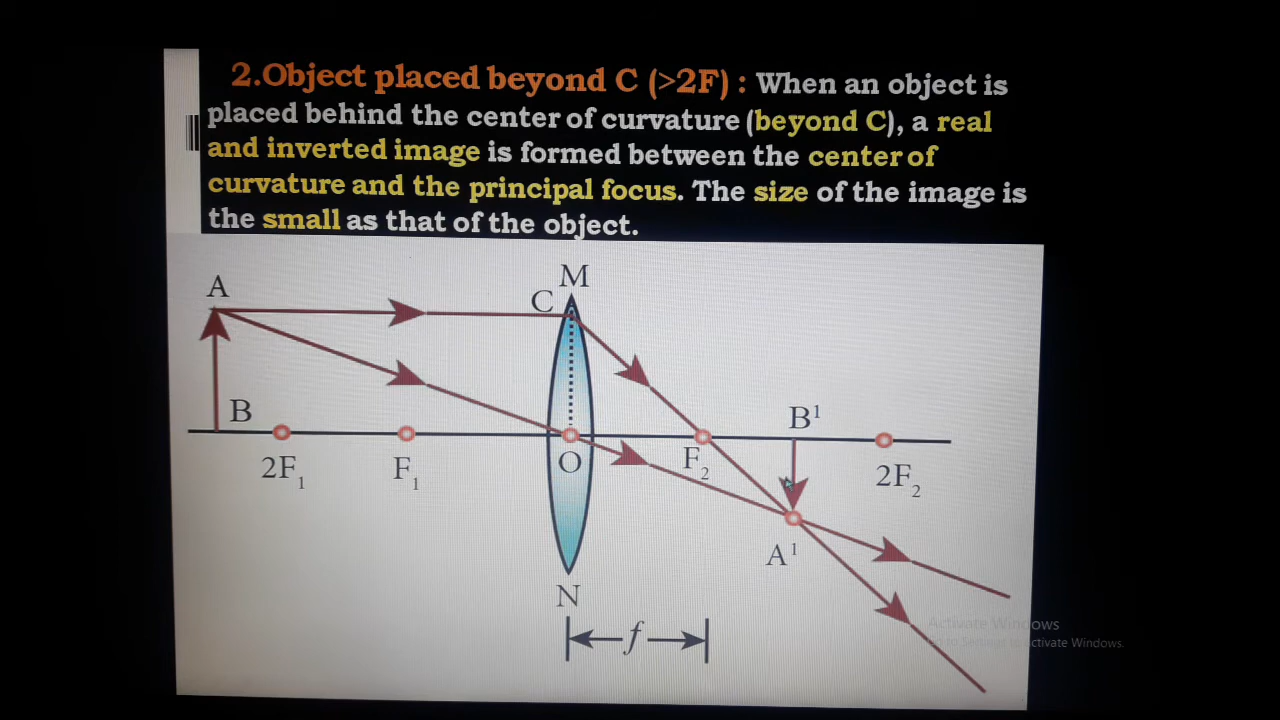 2.Object placed beyond C (>2F) : When an object is
placed behind the center of curvature (beyond C), a real
and inverted image is formed between the center of
curvature and the principal focus. The size of the image is
the small as that of the object.
A
M
C
B
B¹
2F₁
F₁
O
F₂
2F₂
A¹
N
f
Activate Windows